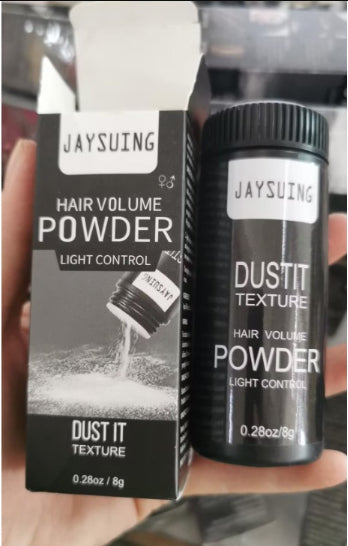 JAYSUING
HAIR VOLUME
POWDER
LIGHT CONTROL
JAYSUING
DUST IT
TEXTURE
0.28oz / 8g
JAYSUING
DUSTIT
TEXTURE
HAIR VOLUME
POWDER
LIGHT CONTROL
0.28oz/8g